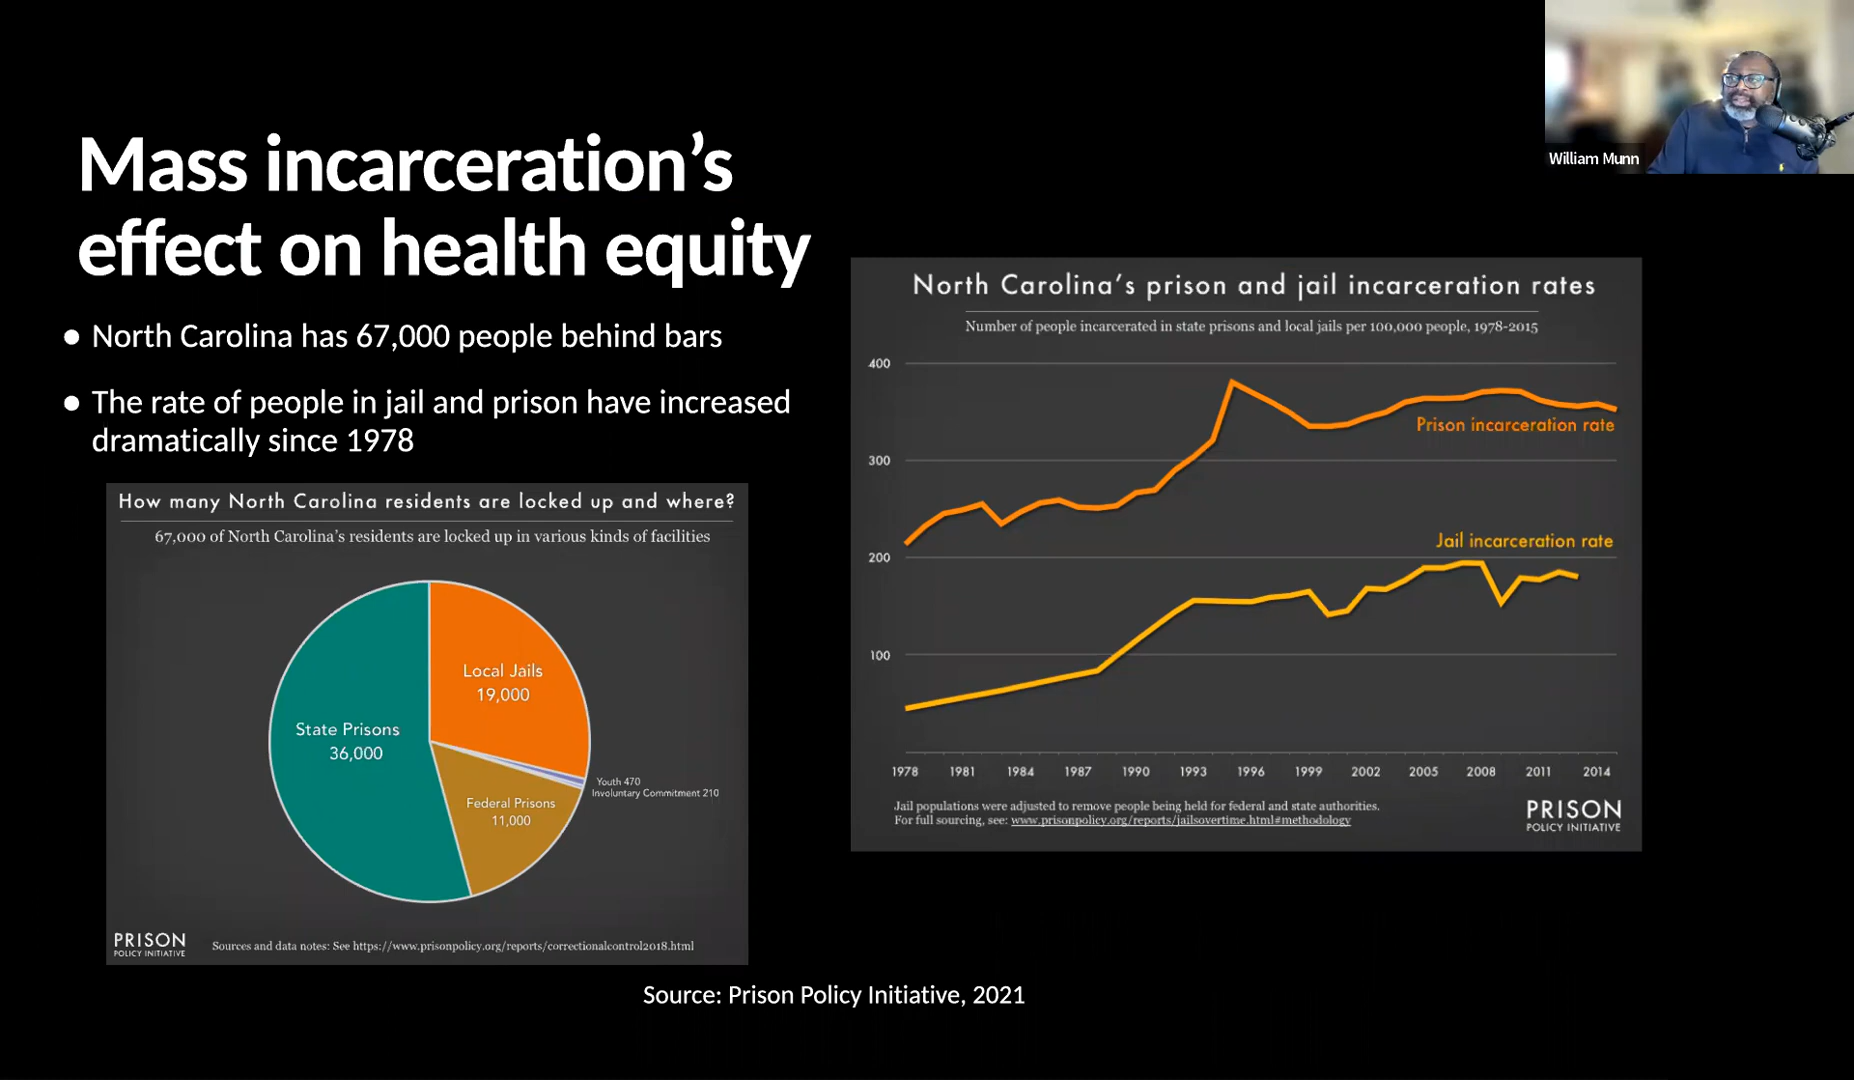 William Munn
Mass incarceration’s
effect on health equity
● North Carolina has 67,000 people behind bars
● The rate of people in jail and prison have increased
dramatically since 1978
How many North Carolina residents are locked up and where?
67,000 of North Carolina’s residents are locked up in various kinds of facilities
Local Jails
19,000
State Prisons
36,000
Youth 470
Involuntary Commitment 210
Federal Prisons
11,000
PRISON
POLICY INITIATIVE
Sources and data notes: See https://www.prisonpolicy.org/reports/correctionalcontrol2018.html
North Carolina’s prison and jail incarceration rates
Number of people incarcerated in state prisons and local jails per 100,000 people, 1978-2015
400
Prison incarceration rate
300
Jail incarceration rate
200
100
1978 1981 1984 1987 1990 1993 1996 1999 2002 2005 2008 2011 2014
Jail populations were adjusted to remove people being held for federal and state authorities.
For full sourcing, see: www.prisonpolicy.org/reports/jailsovertime.html#methodology
PRISON
POLICY INITIATIVE
Source: Prison Policy Initiative, 2021